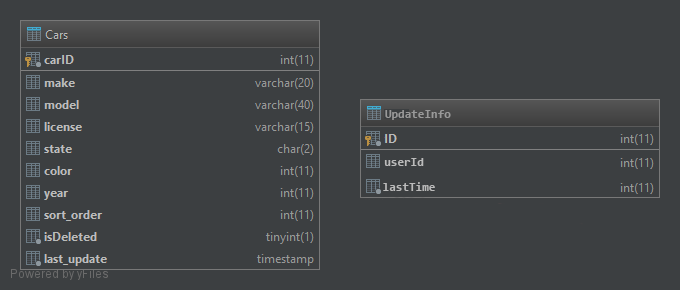 Cars
carID int(11)
make varchar(20)
model varchar(40)
license varchar(15)
state char(2)
color int(11)
year int(11)
sort_order int(11)
isDeleted tinyint(1)
last_update timestamp
UpdateInfo
ID int(11)
userId int(11)
lastTime int(11)
Powered by yFiles